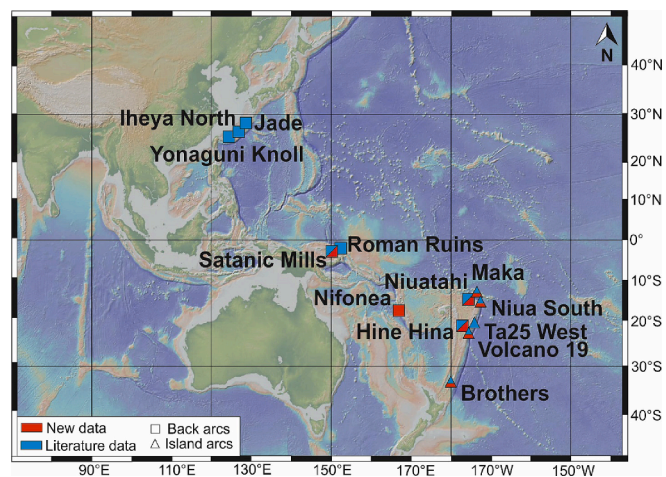 N
40°N
30°N
20°N
10°N
0°
10°S
20°S
30°S
40°S
Iheya North
Jade
Yonaguni Knoll
Roman Ruins
Satanic Mills
Maka
Niuatahi
Nifonea
Niua South
Hine Hina
Ta25 West
Volcano 19
Brothers
New data
Back arcs
Literature data
Island arcs
90°E
110°E
130°E
150°E
170°E
170°W
150°W